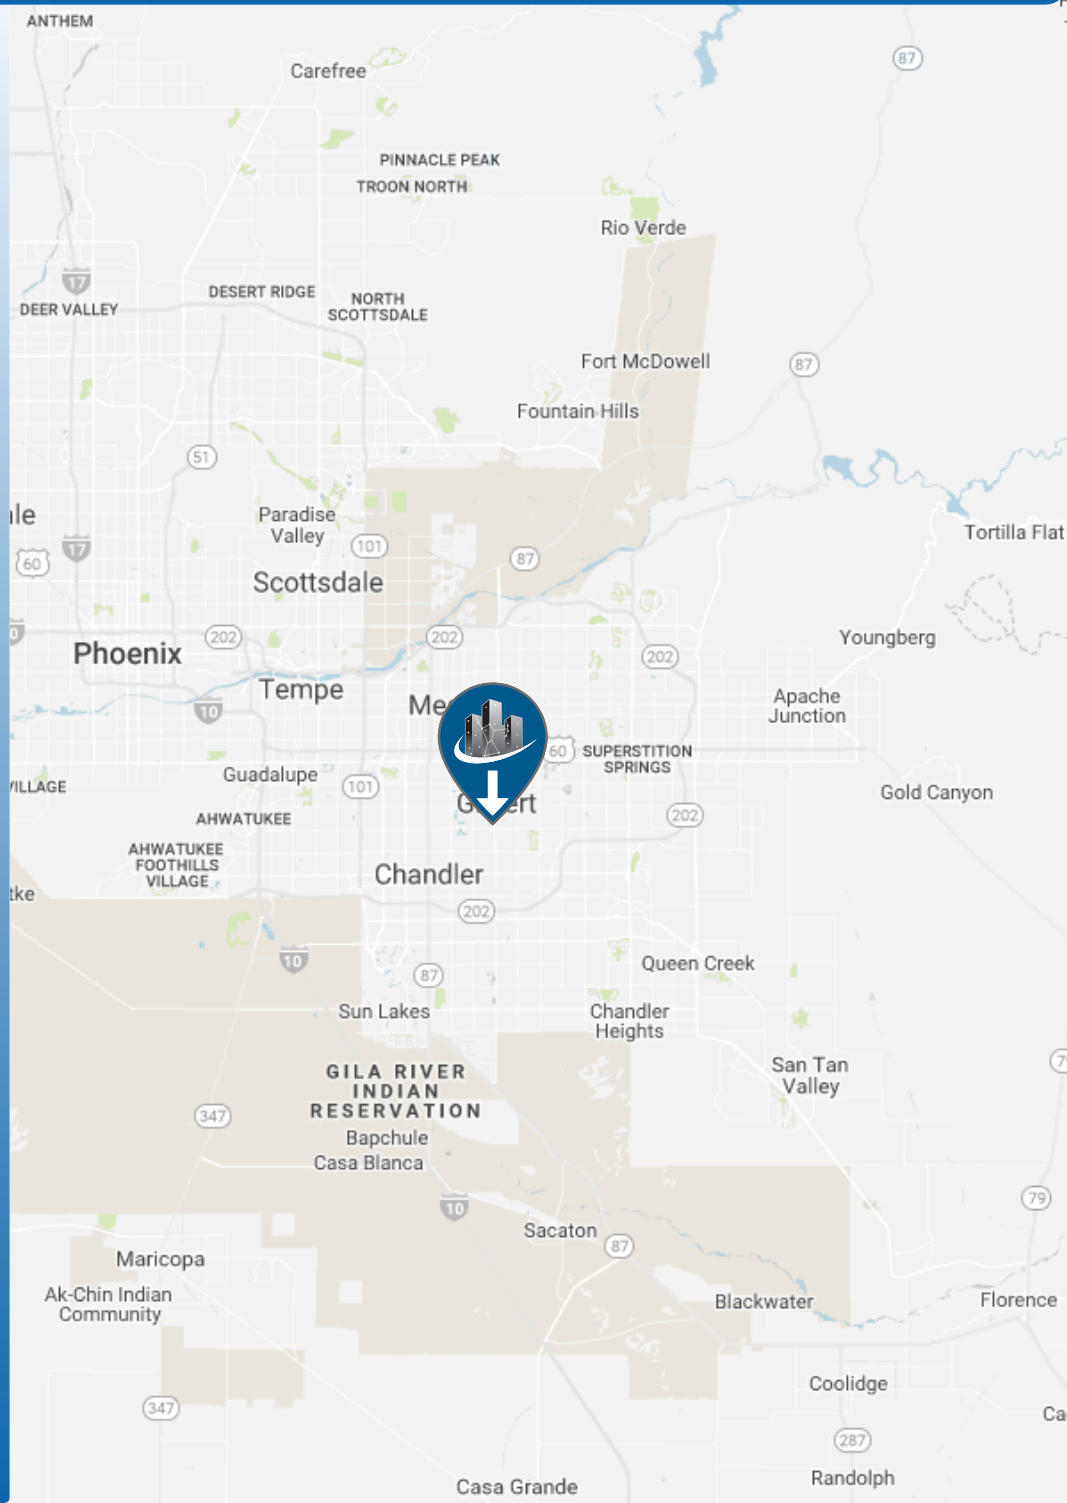 ANTHEM
Carefree
87
PINNACLE PEAK
TROON NORTH
Rio Verde
17
DESERT RIDGE
NORTH
SCOTTSDALE
DEER VALLEY
Fort McDowell
87
Fountain Hills
51
Paradise
Valley
101
Tortilla Flat
17
60
87
Scottsdale
202
202
Youngberg
Phoenix
202
Tempe
10
Apache
Junction
60
SUPERSTITION
SPRINGS
Guadalupe
101
Gold Canyon
AHWATUKEE
202
AHWATUKEE
FOOTHILLS
VILLAGE
Chandler
202
10
Queen Creek
87
Sun Lakes
Chandler
Heights
San Tan
Valley
GILA RIVER
INDIAN
RESERVATION
347
Bapchule
Casa Blanca
79
10
Sacaton
87
Maricopa
Ak-Chin Indian
Community
Blackwater
Florence
Coolidge
347
287
Randolph
Casa Grande